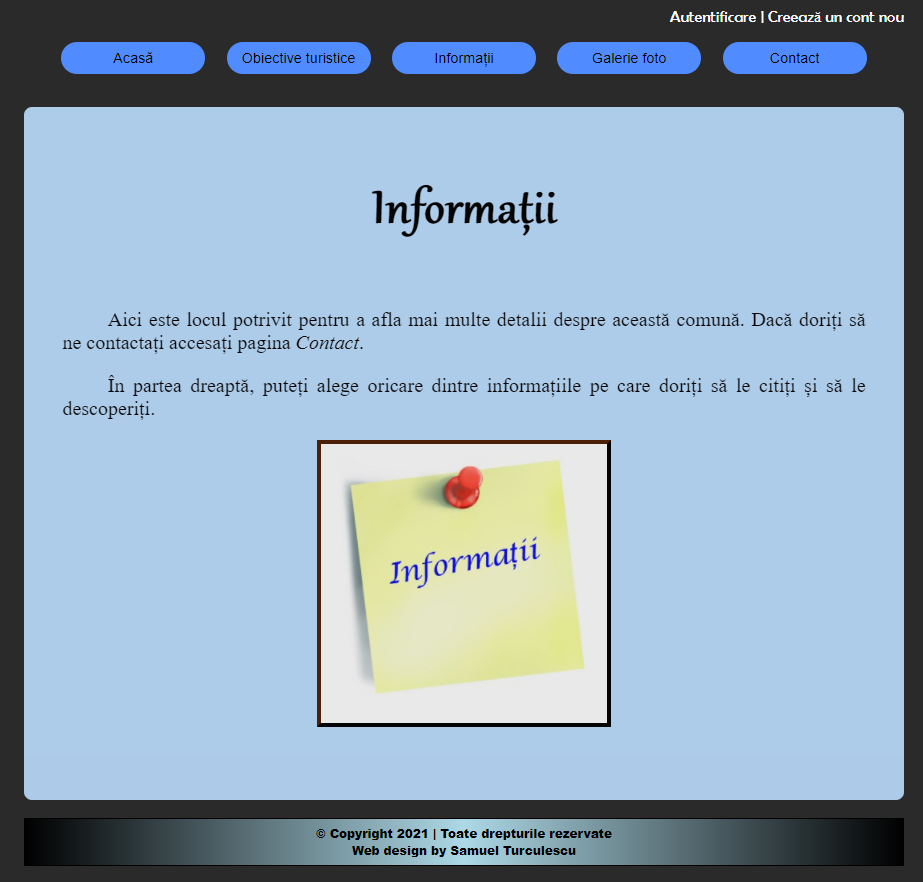 Autentificare | Creează un cont nou
Acasă
Obiective turistice
Informații
Galerie foto
Contact
Informații
Aici este locul potrivit pentru a afla mai multe detalii despre această comună. Dacă doriți să
ne contactați accesați pagina Contact.
În partea dreaptă, puteți alege oricare dintre informațiile pe care doriți să le citiți și să le
descoperiți.
Informații
© Copyright 2021 | Toate drepturile rezervate
Web design by Samuel Turculescu